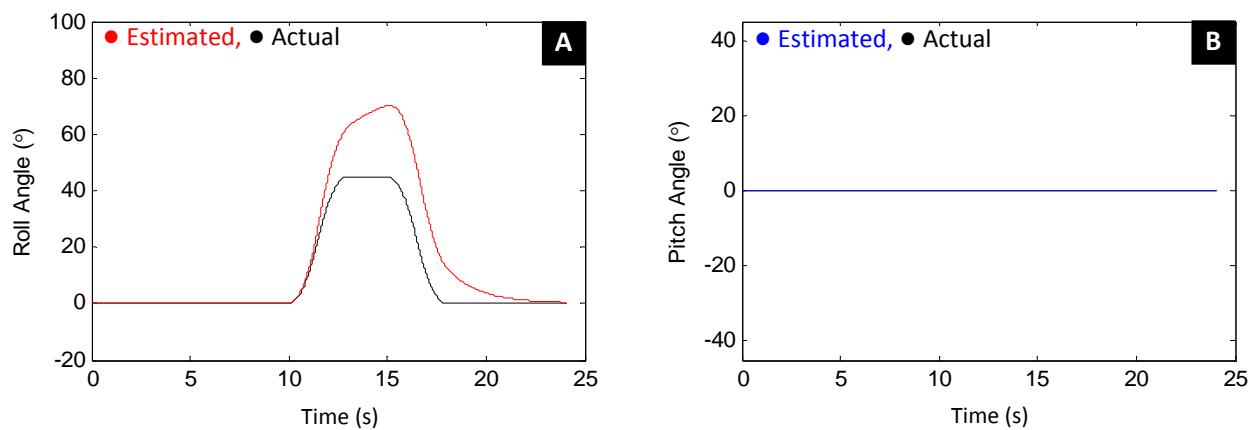 ● Estimated, ● Actual
A
Roll Angle (°)
100
80
60
40
20
0
-20
0 5 10 15 20 25
Time (s)
● Estimated, ● Actual
B
Pitch Angle (°)
40
20
0
-20
-40
0 5 10 15 20 25
Time (s)